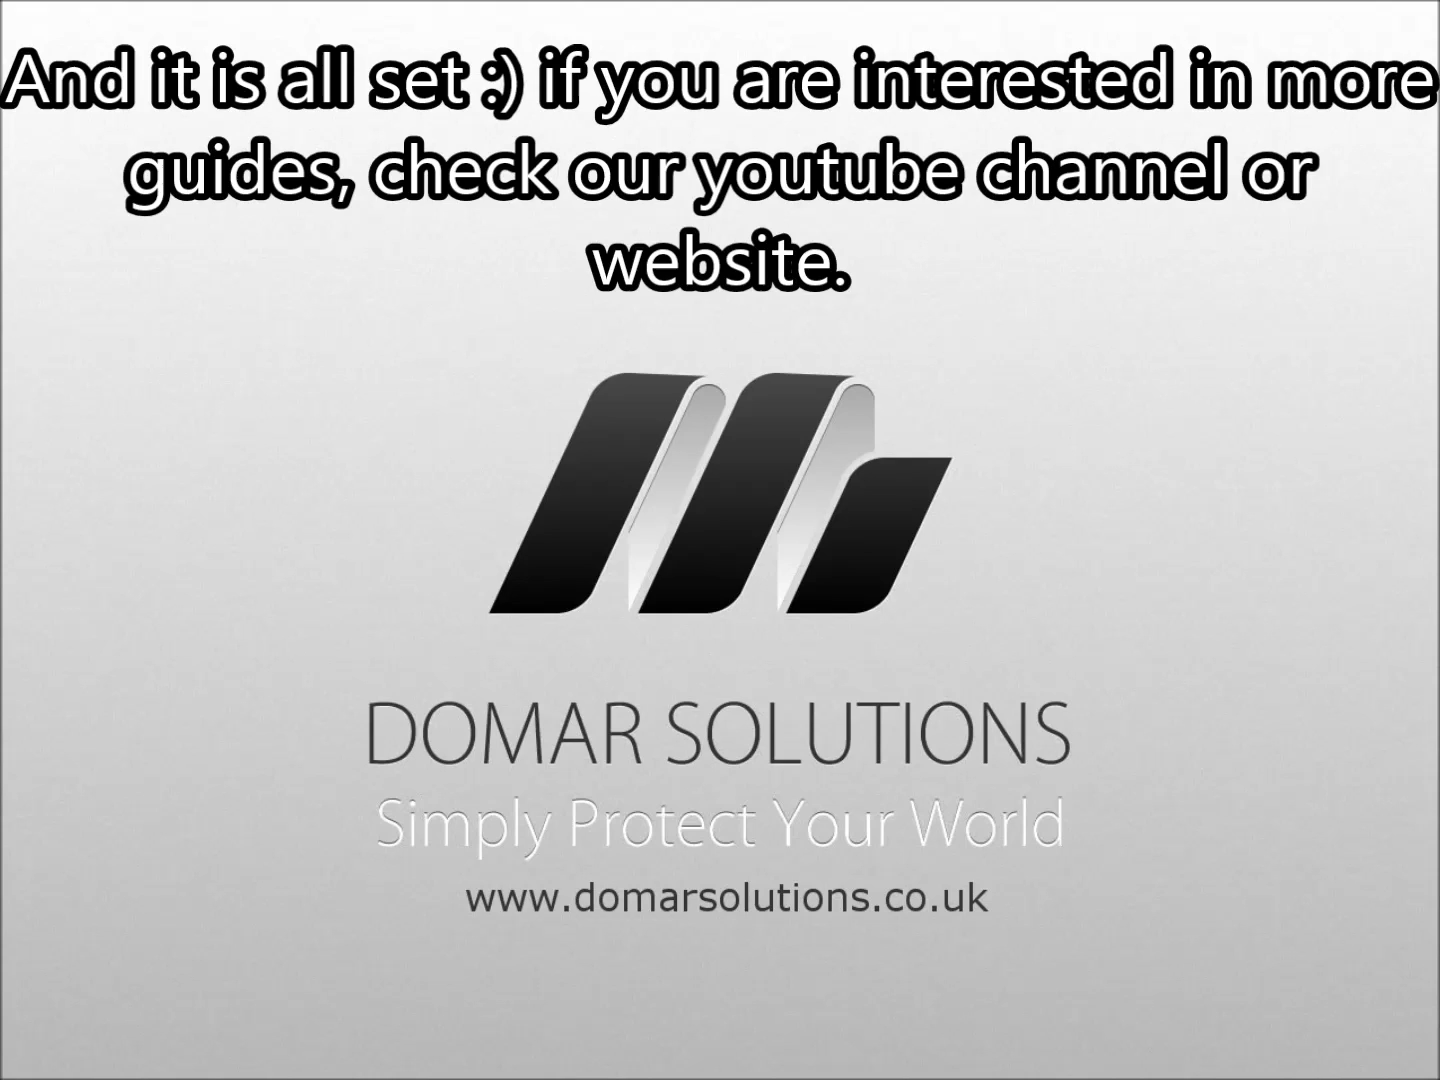 And it is all set :) if you are interested in more
guides, check our youtube channel or
website.
DOMAR SOLUTIONS
Simply Protect Your World
www.domarsolutions.co.uk